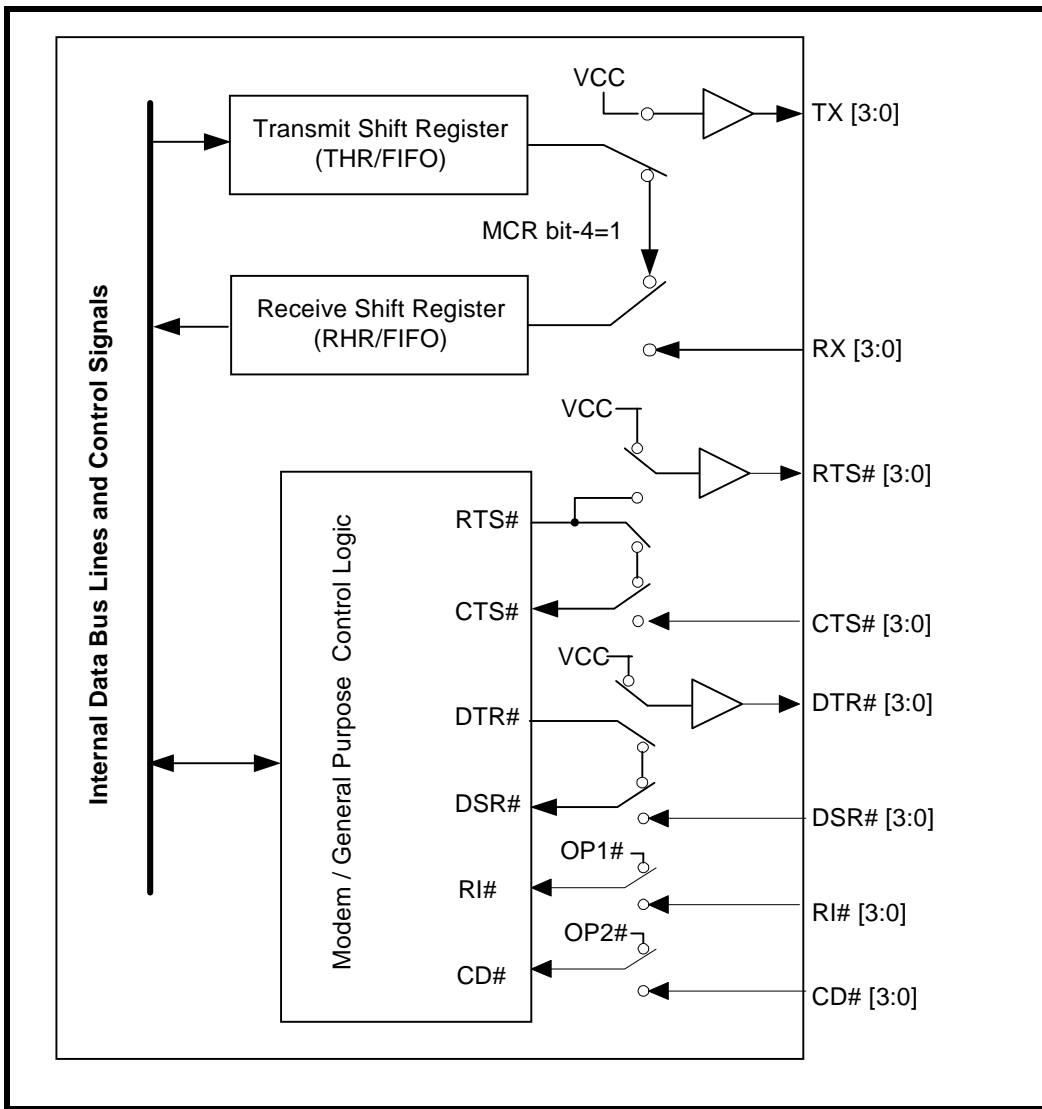 VCC
TX [3:0]
Transmit Shift Register
(THR/FIFO)
MCR bit-4=1
Receive Shift Register
(RHR/FIFO)
RX [3:0]
Internal Data Bus Lines and Control Signals
VCC
RTS# [3:0]
Modem / General Purpose Control Logic
RTS#
CTS#
CTS# [3:0]
VCC
DTR#
DTR# [3:0]
DSR#
DSR# [3:0]
OP1#
RI#
RI# [3:0]
OP2#
CD#
CD# [3:0]